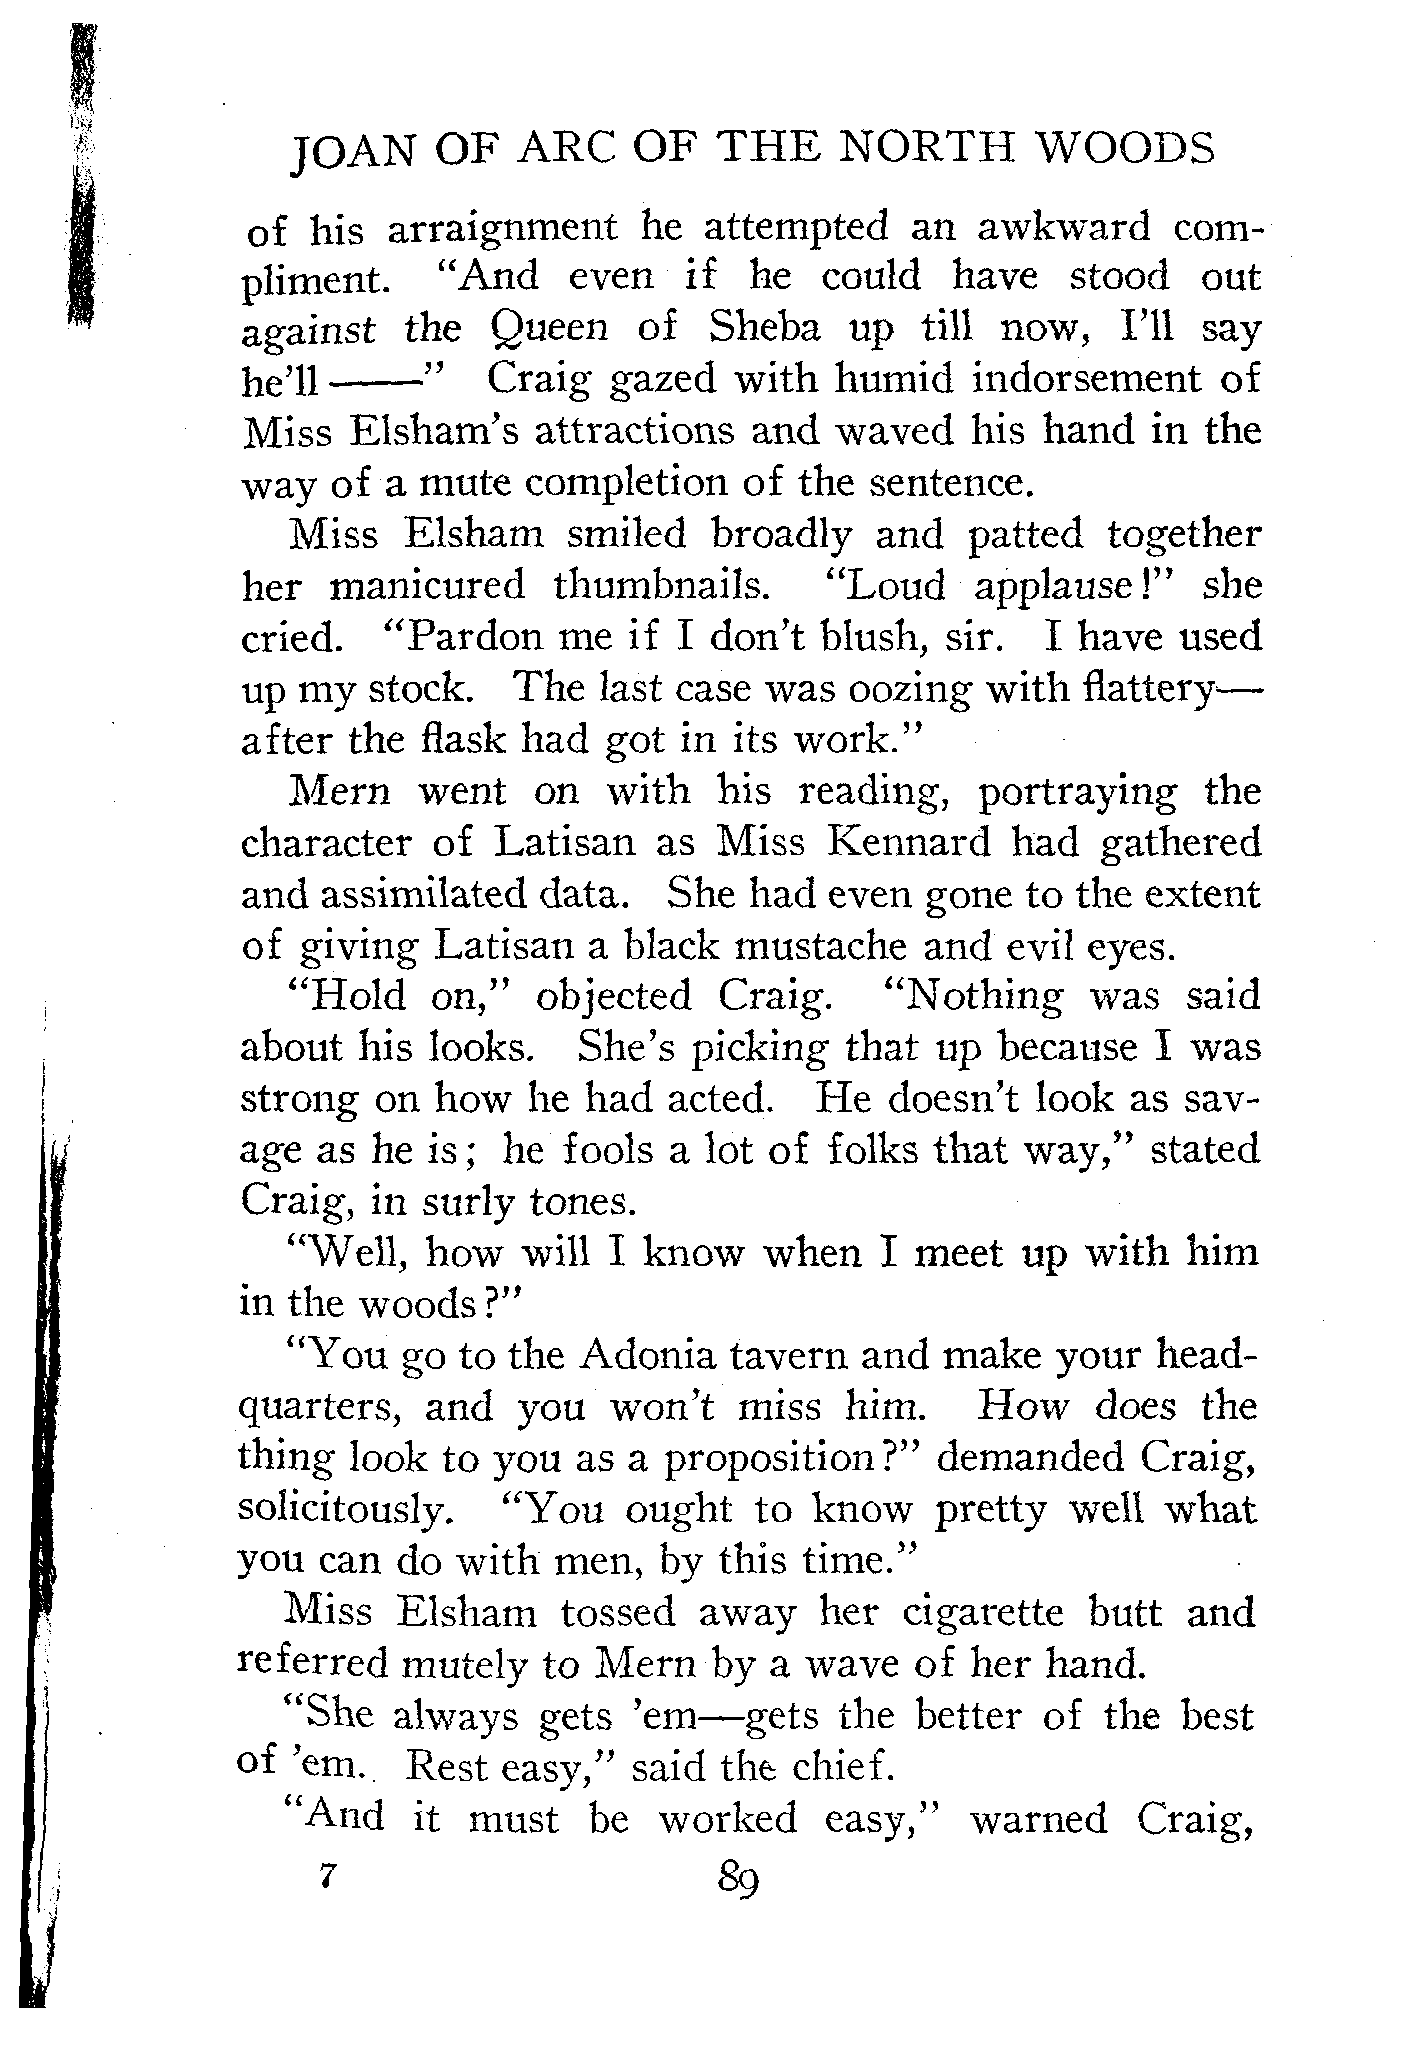 JOAN OF ARC OF THE NORTH WOODS
of his arraignment he attempted an awkward com-
pliment. "And even if he could have stood out
against the Queen of Sheba up till now, I'll say
he'll ——" Craig gazed with humid indorsement of
Miss Elsham's attractions and waved his hand in the
way of a mute completion of the sentence.
Miss Elsham smiled broadly and patted together
her manicured thumbnails. "Loud applause!" she
cried. "Pardon me if I don't blush, sir. I have used
up my stock. The last case was oozing with flattery—
after the flask had got in its work."
Mern went on with his reading, portraying the
character of Latisan as Miss Kennard had gathered
and assimilated data. She had even gone to the extent
of giving Latisan a black mustache and evil eyes.
"Hold on," objected Craig. "Nothing was said
about his looks. She's picking that up because I was
strong on how he had acted. He doesn't look as sav-
age as he is; he fools a lot of folks that way," stated
Craig, in surly tones.
"Well, how will I know when I meet up with him
in the woods?"
"You go to the Adonia tavern and make your head-
quarters, and you won't miss him. How does the
thing look to you as a proposition?" demanded Craig,
solicitously. "You ought to know pretty well what
you can do with men, by this time."
Miss Elsham tossed away her cigarette butt and
referred mutely to Mern by a wave of her hand.
"She always gets 'em—gets the better of the best
of 'em. Rest easy," said the chief.
"And it must be worked easy," warned Craig,
7 89